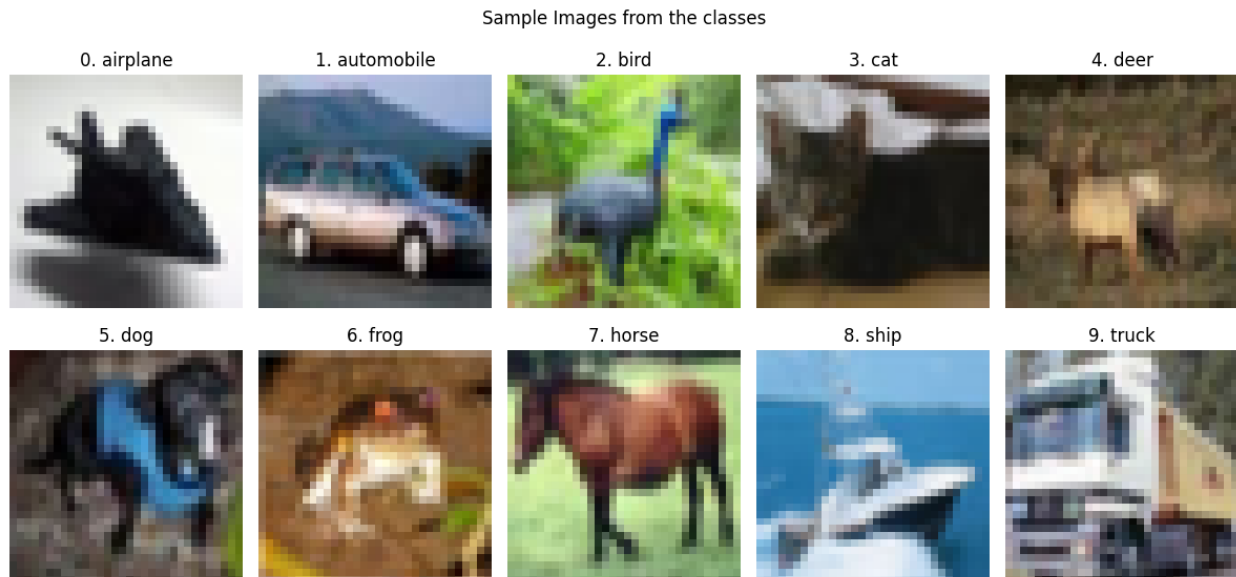 Sample Images from the classes
0. airplane
1. automobile
2. bird
3. cat
4. deer
5. dog
6. frog
7. horse
8. ship
9. truck